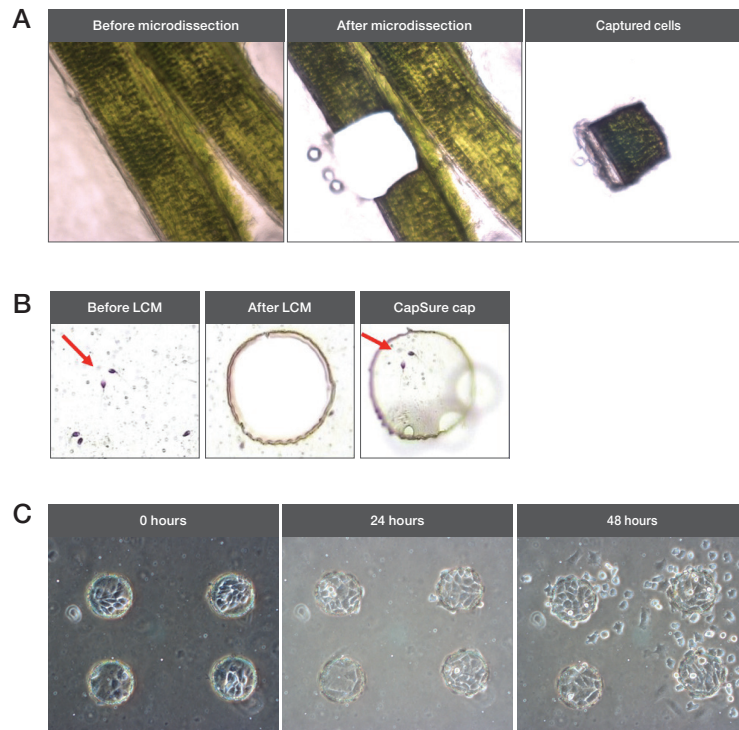 A
Before microdissection
After microdissection
Captured cells
B
Before LCM
After LCM
CapSure cap
C
0 hours
24 hours
48 hours